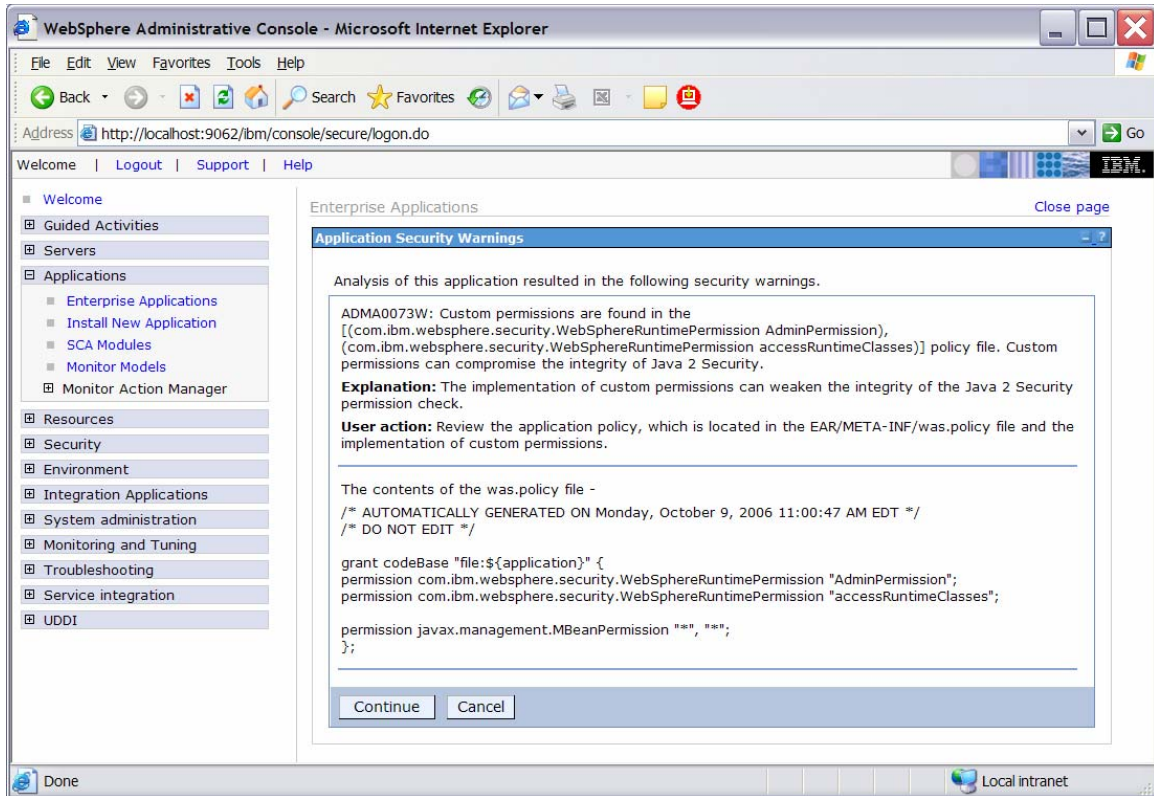 WebSphere Administrative Console - Microsoft Internet Explorer
File Edit View Favorites Tools Help
Back Search Favorites
Address http://localhost:9062/ibm/console/secure/logon.do Go
Welcome | Logout | Support | Help IBM.
Welcome
Guided Activities
Servers
Applications
Enterprise Applications
Install New Application
SCA Modules
Monitor Models
Monitor Action Manager
Resources
Security
Environment
Integration Applications
System administration
Monitoring and Tuning
Troubleshooting
Service integration
UDDI
Enterprise Applications Close page
Application Security Warnings - ?
Analysis of this application resulted in the following security warnings.
ADMA0073W: Custom permissions are found in the
[(com.ibm.websphere.security.WebSphereRuntimePermission AdminPermission),
(com.ibm.websphere.security.WebSphereRuntimePermission accessRuntimeClasses)] policy file. Custom
permissions can compromise the integrity of Java 2 Security.
Explanation: The implementation of custom permissions can weaken the integrity of the Java 2 Security
permission check.
User action: Review the application policy, which is located in the EAR/META-INF/was.policy file and the
implementation of custom permissions.
The contents of the was.policy file -
/* AUTOMATICALLY GENERATED ON Monday, October 9, 2006 11:00:47 AM EDT */
/* DO NOT EDIT */
grant codeBase "file:${application}" {
permission com.ibm.websphere.security.WebSphereRuntimePermission "AdminPermission";
permission com.ibm.websphere.security.WebSphereRuntimePermission "accessRuntimeClasses";
permission javax.management.MBeanPermission "*", "*";
};
Continue Cancel
Done Local intranet